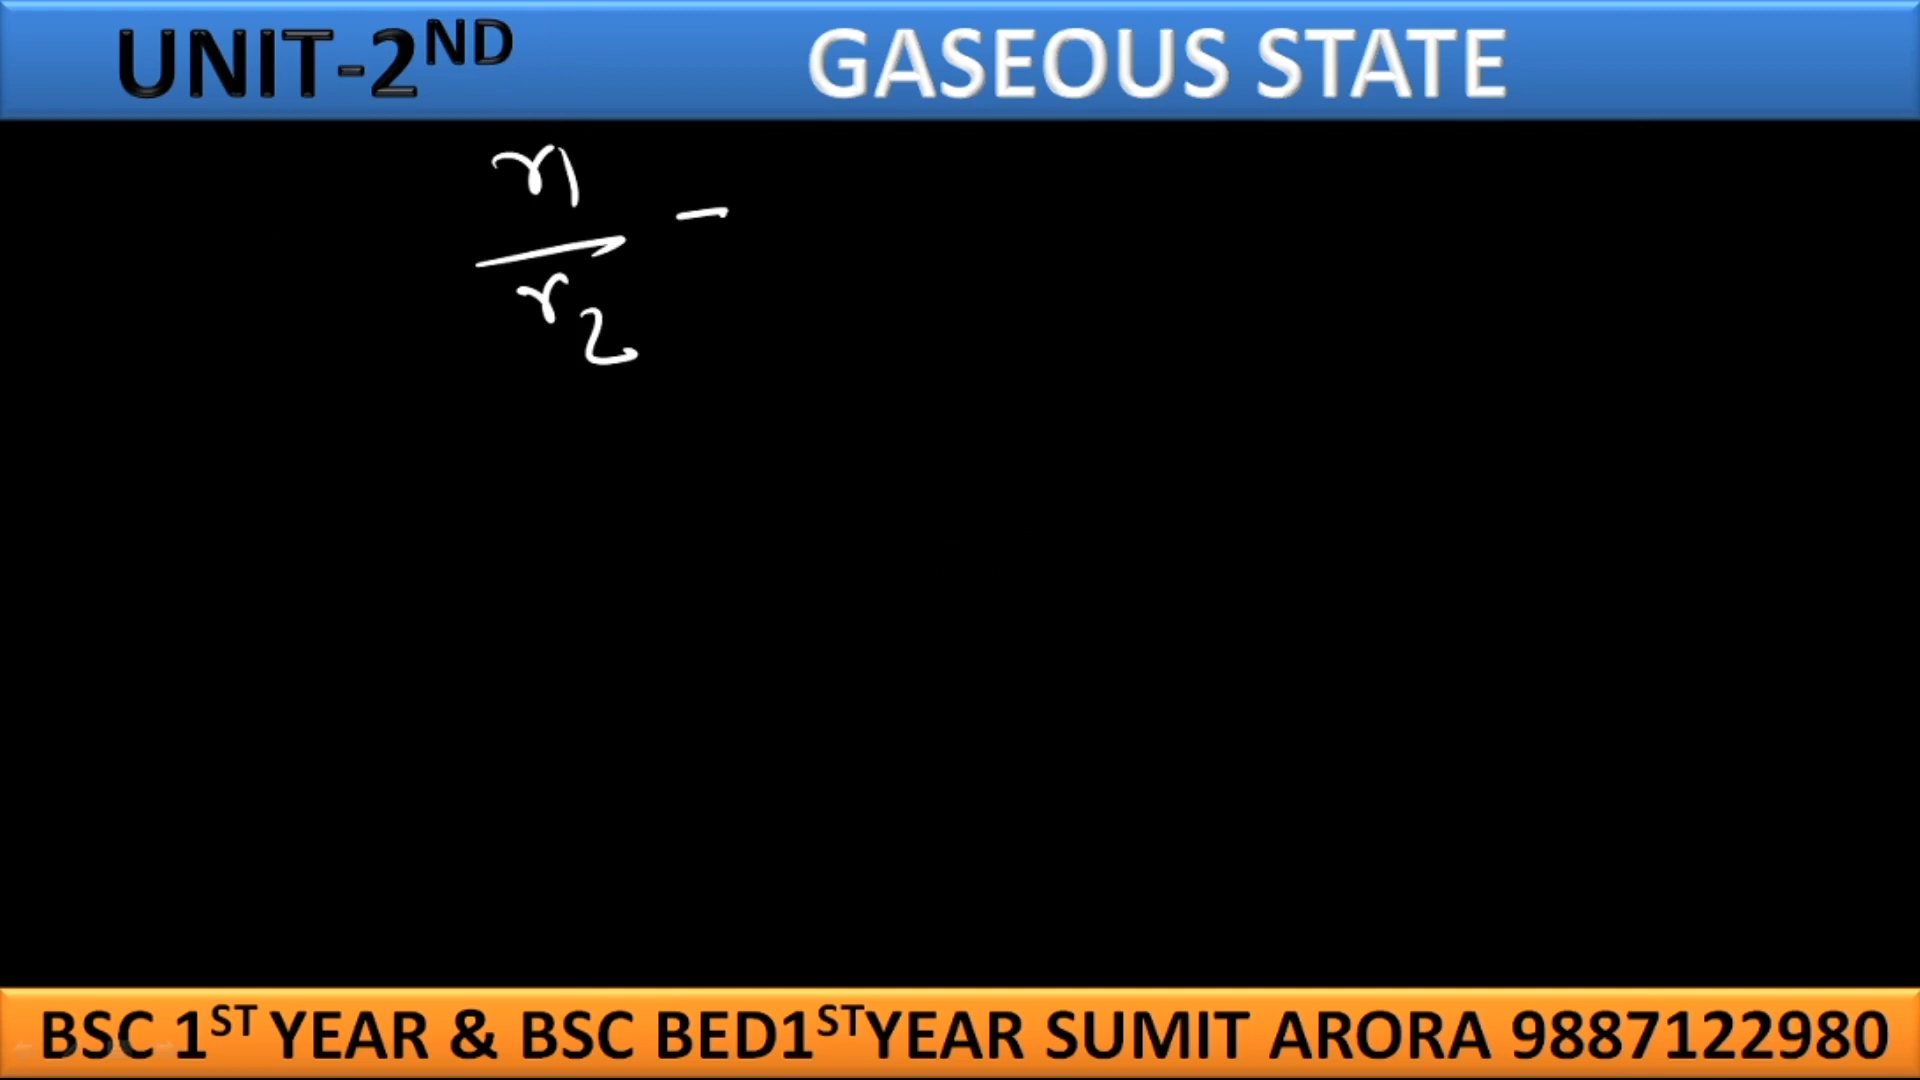 UNIT-2ND GASEOUS STATE
r1
r2
-
BSC 1ST YEAR & BSC BED1STYEAR SUMIT ARORA 9887122980